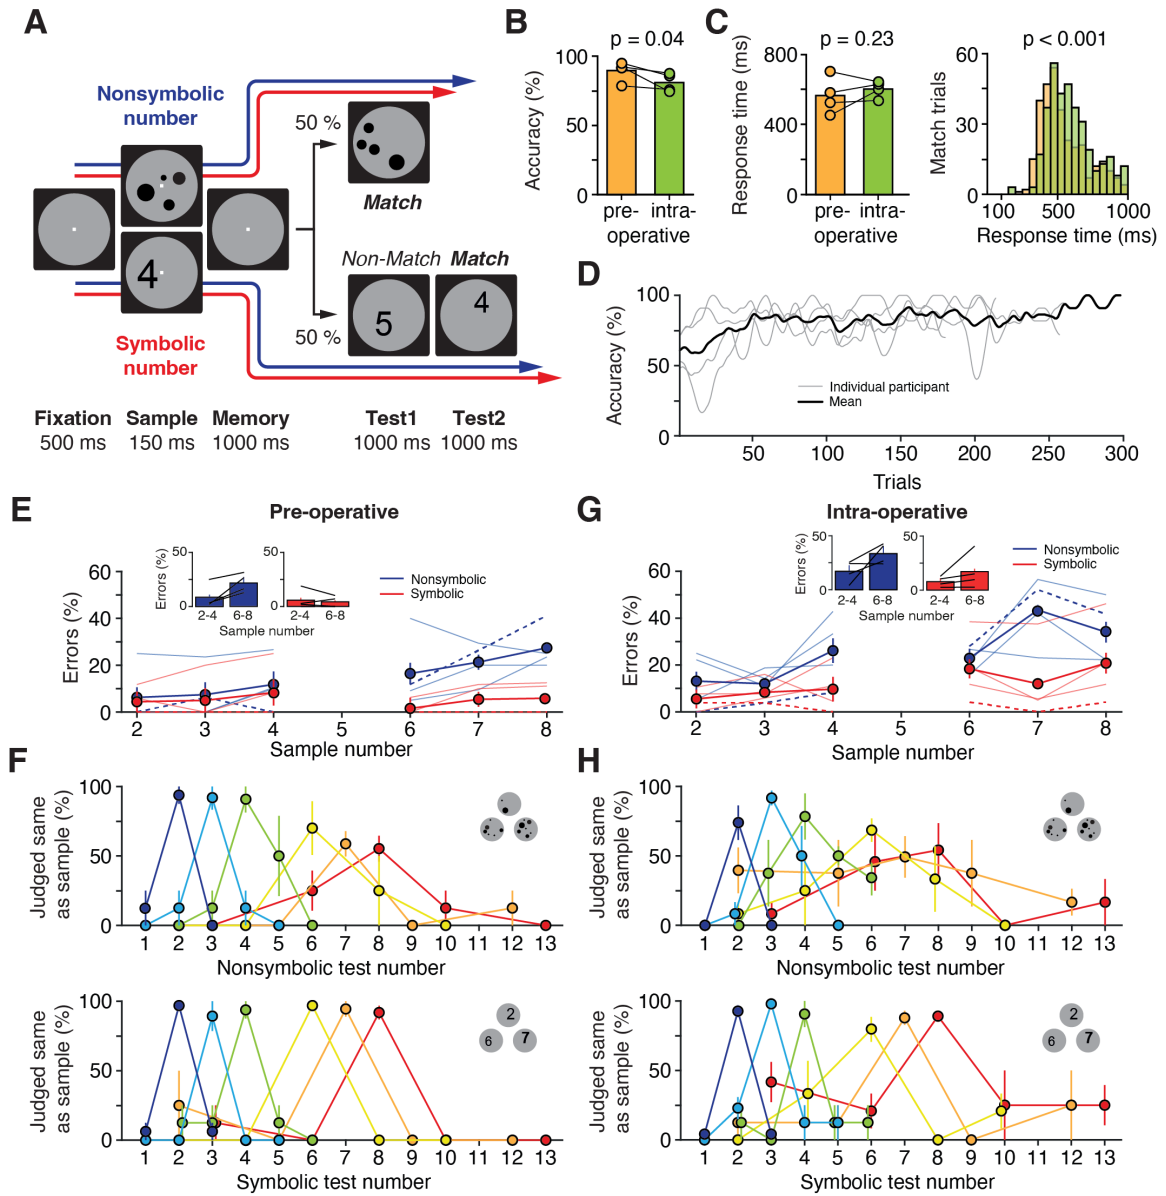 A
Nonsymbolic
number
50 %
Match
4
Non-Match Match
5
4
50 %
Symbolic
number
Fixation Sample Memory Test1 Test2
500 ms 150 ms 1000 ms 1000 ms 1000 ms
B
p = 0.04
Accuracy (%)
100
50
0
pre- intra-
operative
C
p = 0.23
Response time (ms)
800
400
0
pre- intra-
operative
p < 0.001
Match trials
60
30
0
100 500 1000
Response time (ms)
D
Accuracy (%)
100
50
0
Individual participant
Mean
50 100 150 200 250 300
Trials
E
Pre-operative
Errors (%)
50
0
2-4 6-8
50
0
2-4 6-8
Sample number
Nonsymbolic
Symbolic
Errors (%)
60
40
20
0
2 3 4 5 6 7 8
Sample number
G
Intra-operative
Errors (%)
50
0
2-4 6-8
50
0
2-4 6-8
Sample number
Nonsymbolic
Symbolic
Errors (%)
60
40
20
0
2 3 4 5 6 7 8
Sample number
F
Judged same
as sample (%)
100
50
0
1 2 3 4 5 6 7 8 9 10 11 12 13
Nonsymbolic test number
Judged same
as sample (%)
100
50
0
2
6 7
1 2 3 4 5 6 7 8 9 10 11 12 13
Symbolic test number
H
Judged same
as sample (%)
100
50
0
1 2 3 4 5 6 7 8 9 10 11 12 13
Nonsymbolic test number
Judged same
as sample (%)
100
50
0
2
6 7
1 2 3 4 5 6 7 8 9 10 11 12 13
Symbolic test number